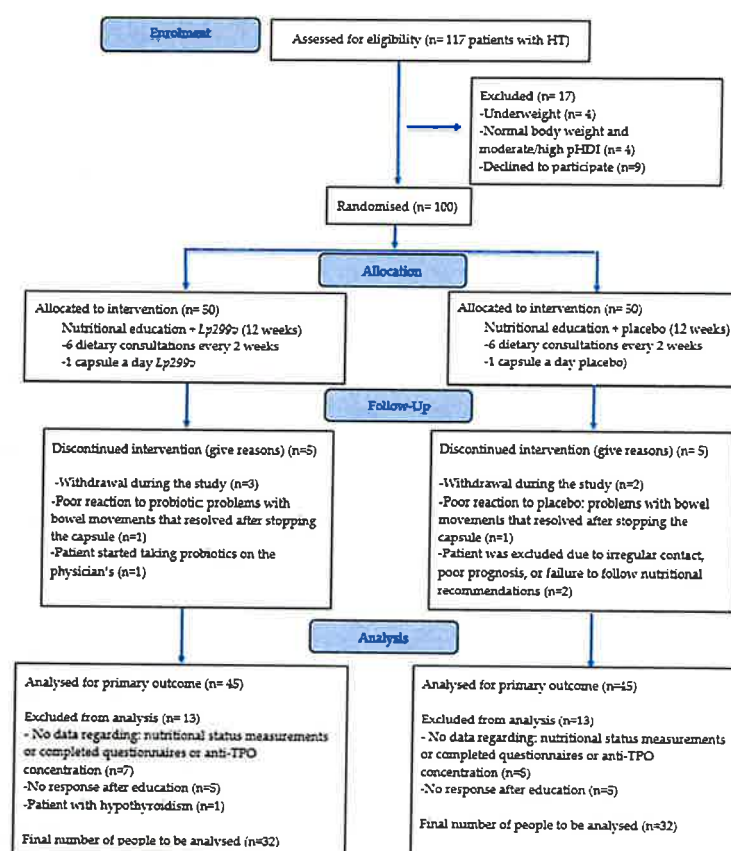 Enrolment
Assessed for eligibility (n= 117 patients with HT)
Excluded (n= 17)
-Underweight (n= 4)
-Normal body weight and
moderate/high pHDI (n= 4)
-Declined to participate (n=9)
Randomised (n= 100)
Allocation
Allocated to intervention (n= 50)
Nutritional education + Lp299v (12 weeks)
-6 dietary consultations every 2 weeks
-1 capsule a day Lp299v
Allocated to intervention (n= 50)
Nutritional education + placebo (12 weeks)
-6 dietary consultations every 2 weeks
-1 capsule a day placebo)
Follow-Up
Discontinued intervention (give reasons) (n=5)
-Withdrawal during the study (n=3)
-Poor reaction to probiotic: problems with
bowel movements that resolved after stopping
the capsule (n=1)
-Patient started taking probiotics on the
physician's (n=1)
Discontinued intervention (give reasons) (n= 5)
-Withdrawal during the study (n=2)
-Poor reaction to placebo: problems with bowel
movements that resolved after stopping the
capsule (n=1)
-Patient was excluded due to irregular contact,
poor prognosis, or failure to follow nutritional
recommendations (n=2)
Analysis
Analysed for primary outcome (n= 45)
Excluded from analysis (n= 13)
- No data regarding: nutritional status measurements
or completed questionnaires or anti-TPO
concentration (n=7)
-No response after education (n=5)
-Patient with hypothyroidism (n=1)
Final number of people to be analysed (n=32)
Analysed for primary outcome (n=45)
Excluded from analysis (n=13)
- No data regarding: nutritional status measurements
or completed questionnaires or anti-TPO
concentration
-No response after education
Final number of people to be analysed (n=32)